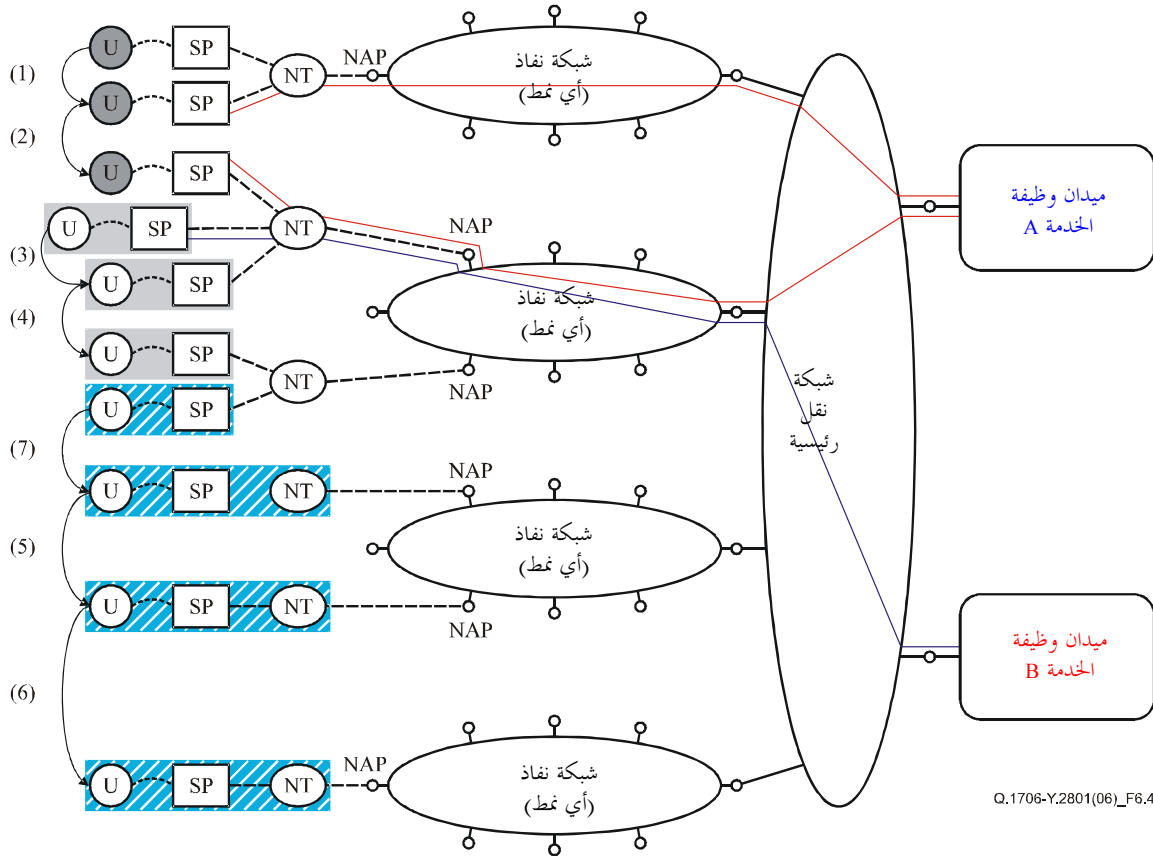 U SP
(1)
U SP
NT
NAP
شبكة نفاذ
(أي نمط)
(2)
U SP
U SP
NT
NAP
(3)
U SP
شبكة نفاذ
(أي نمط)
(4)
U SP
NT
NAP
U SP
(7)
U SP NT
NAP
شبكة نفاذ
(أي نمط)
(5)
U SP NT
NAP
(6)
U SP NT
NAP
شبكة نفاذ
(أي نمط)
شبكة
نقل
رئيسية
ميدان وظيفة
الخدمة A
ميدان وظيفة
الخدمة B
Q.1706-Y.2801(06)_F6.4